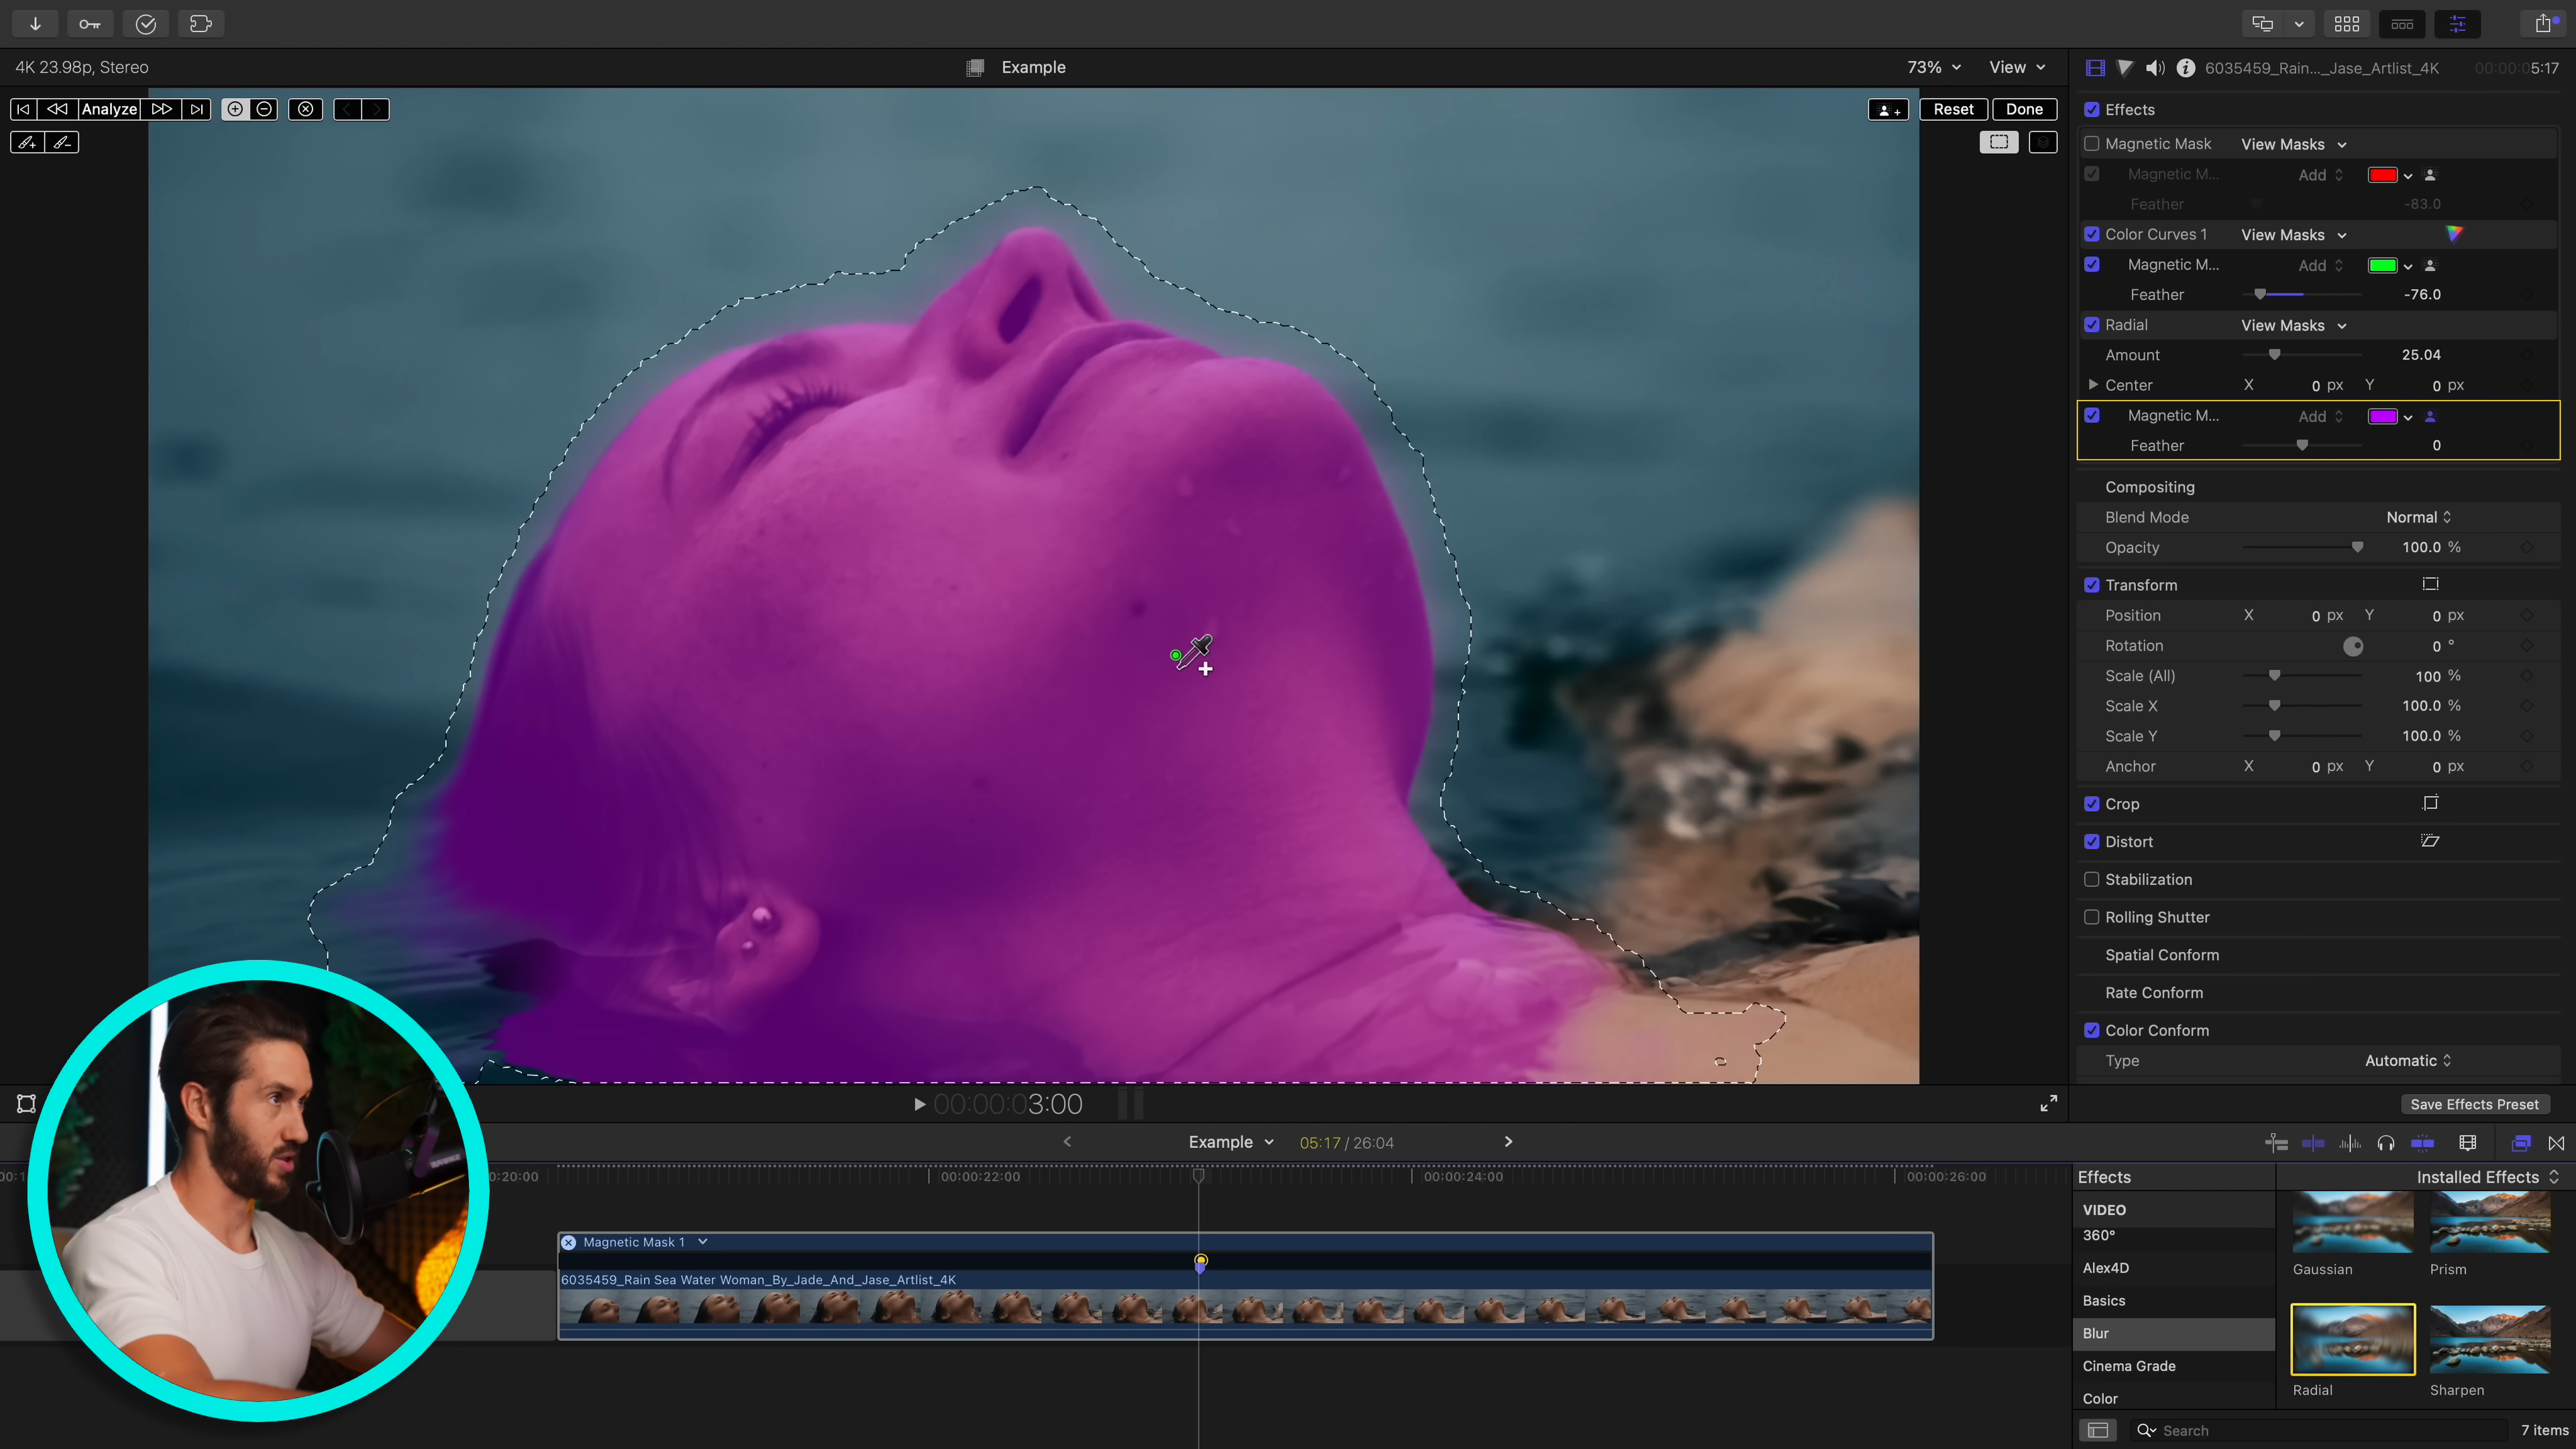 4K 23.98p, Stereo
Example
73%
View
6035459_Rain..._Jase_Artlist_4K
00:00:05:17
Analyze
Reset
Done
Effects
Magnetic Mask View Masks
Magnetic M... Add
Feather -83.0
Color Curves 1 View Masks
Magnetic M... Add
Feather -76.0
Radial View Masks
Amount 25.04
Center X 0 px Y 0 px
Magnetic M... Add
Feather 0
Compositing
Blend Mode Normal
Opacity 100.0 %
Transform
Position X 0 px Y 0 px
Rotation 0 °
Scale (All) 100 %
Scale X 100.0 %
Scale Y 100.0 %
Anchor X 0 px Y 0 px
Crop
Distort
Stabilization
Rolling Shutter
Spatial Conform
Rate Conform
Color Conform
Type Automatic
00:00:03:00
Save Effects Preset
Example 05:17 / 26:04
00:00:22:00
00:00:24:00
00:00:26:00
Magnetic Mask 1
6035459_Rain Sea Water Woman_By_Jade_And_Jase_Artlist_4K
Effects
Installed Effects
VIDEO
360°
Alex4D
Basics
Blur
Cinema Grade
Color
Gaussian
Prism
Radial
Sharpen
Search
7 items